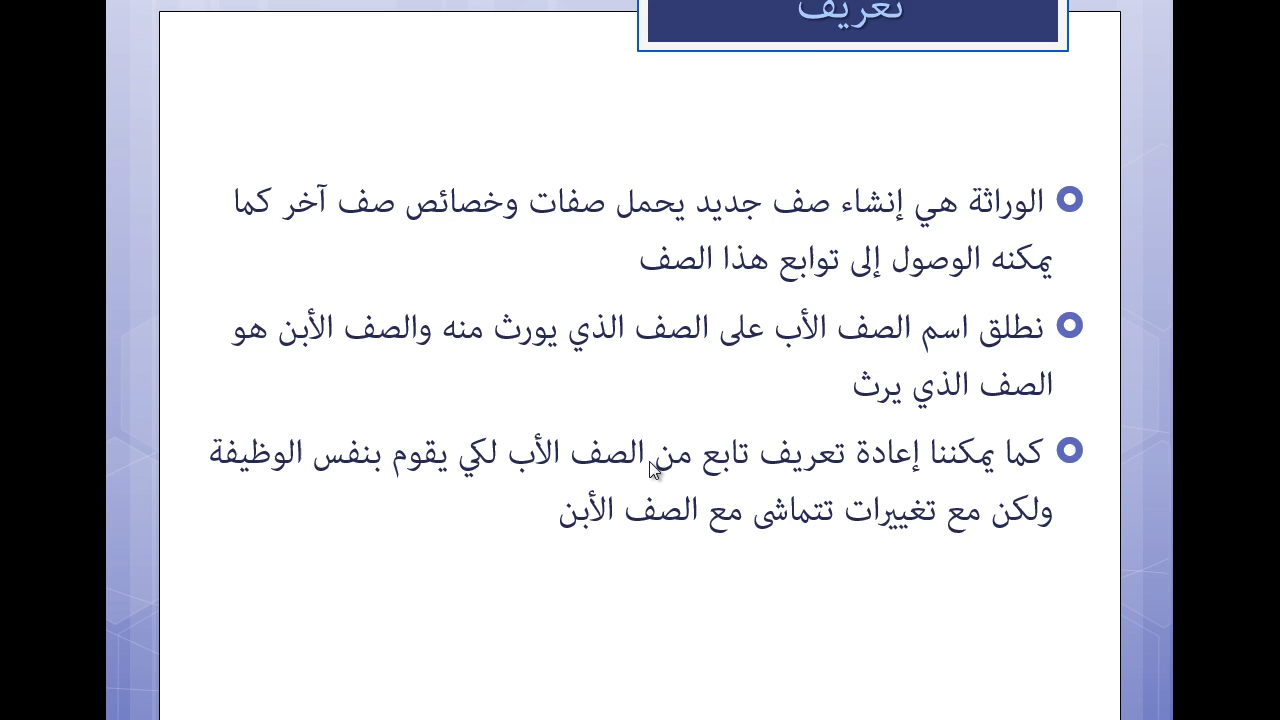 تعريف
الوراثة هي إنشاء صف جديد يحمل صفات وخصائص صف آخر كما
يمكنه الوصول إلى توابع هذا الصف
نطلق اسم الصف الأب على الصف الذي يورث منه والصف الأبن هو
الصف الذي يرث
كما يمكننا إعادة تعريف تابع من الصف الأب لكي يقوم بنفس الوظيفة
ولكن مع تغييرات تتماشى مع الصف الأبن